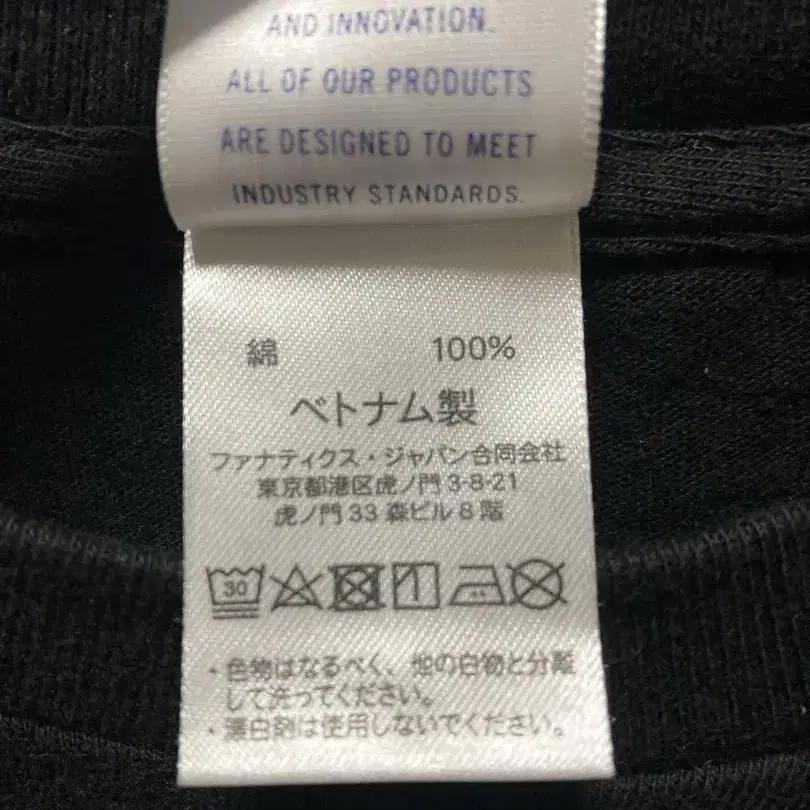 AND INNOVATION.
ALL OF OUR PRODUCTS
ARE DESIGNED TO MEET
INDUSTRY STANDARDS.
綿 100%
ベトナム製
ファナティクス・ジャパン合同会社
東京都港区虎ノ門3-8-21
虎ノ門33森ビル8階
30
・色物はなるべく、他の白物と分離
して洗ってください。
・漂白剤は使用しないでください。